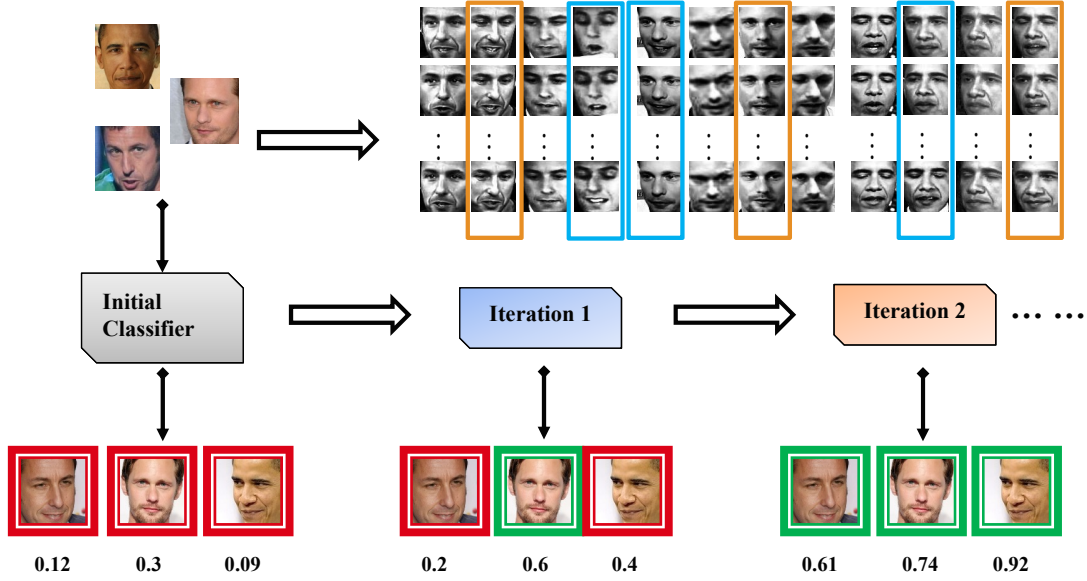 Initial
Classifier
Iteration 1
Iteration 2
... ...
0.12
0.3
0.09
0.2
0.6
0.4
0.61
0.74
0.92